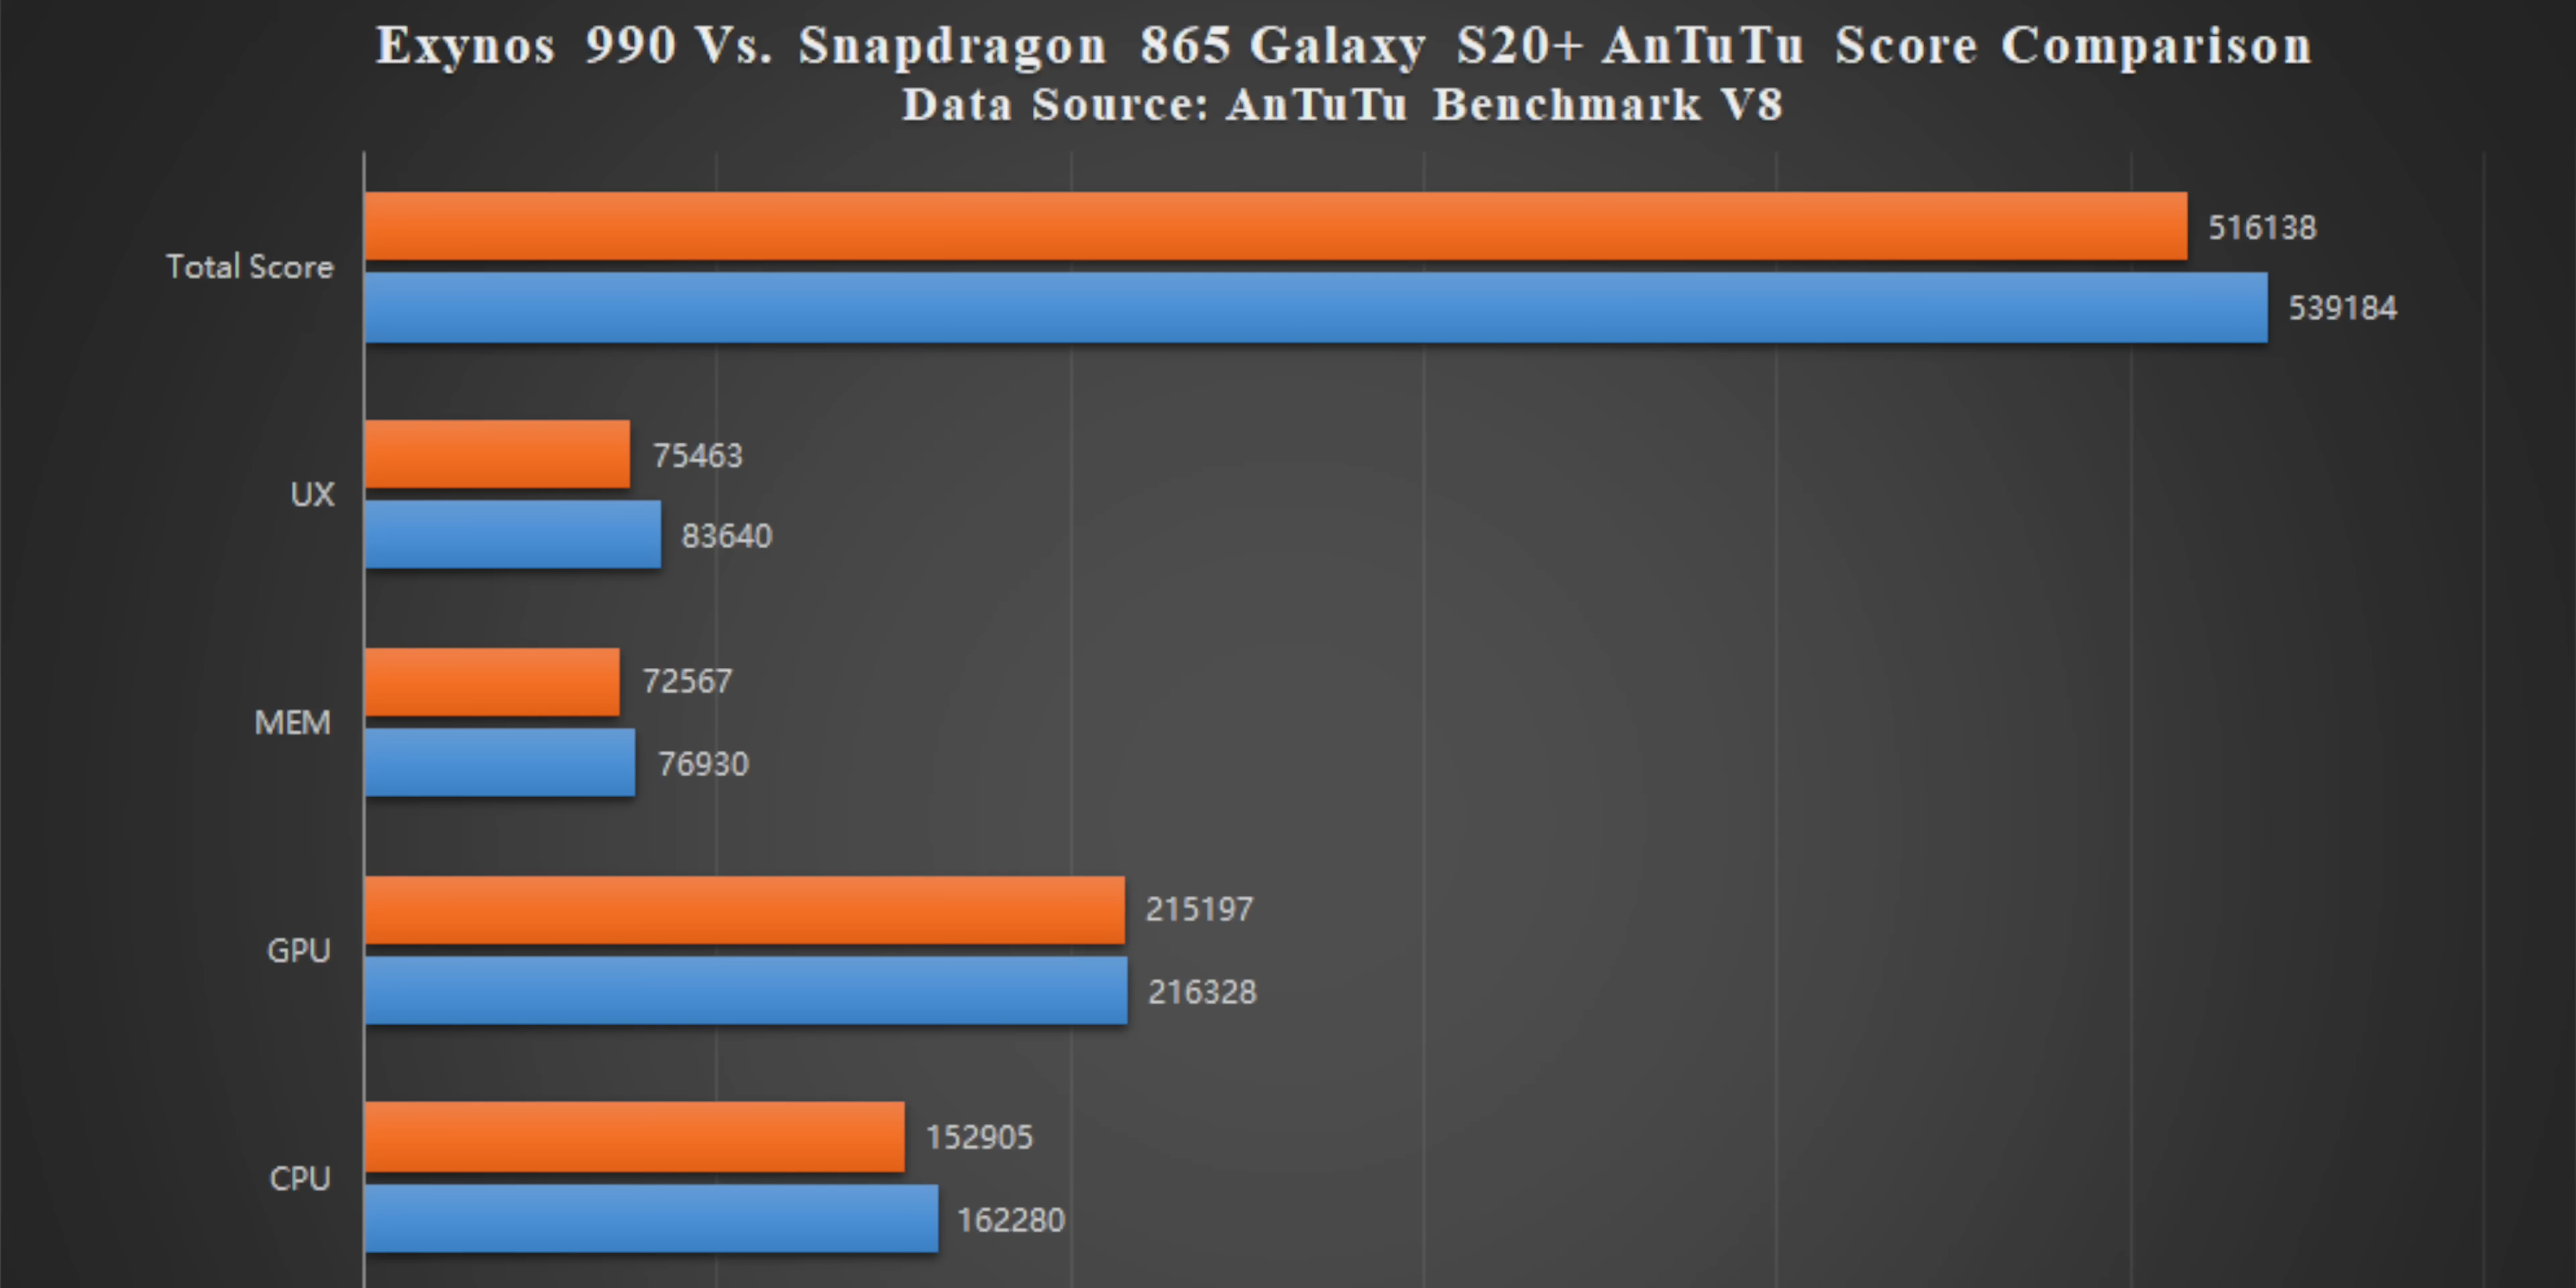 Exynos 990 Vs. Snapdragon 865 Galaxy S20+ AnTuTu Score Comparison
Data Source: AnTuTu Benchmark V8
Total Score
516138
539184
UX
75463
83640
MEM
72567
76930
GPU
215197
216328
CPU
152905
162280